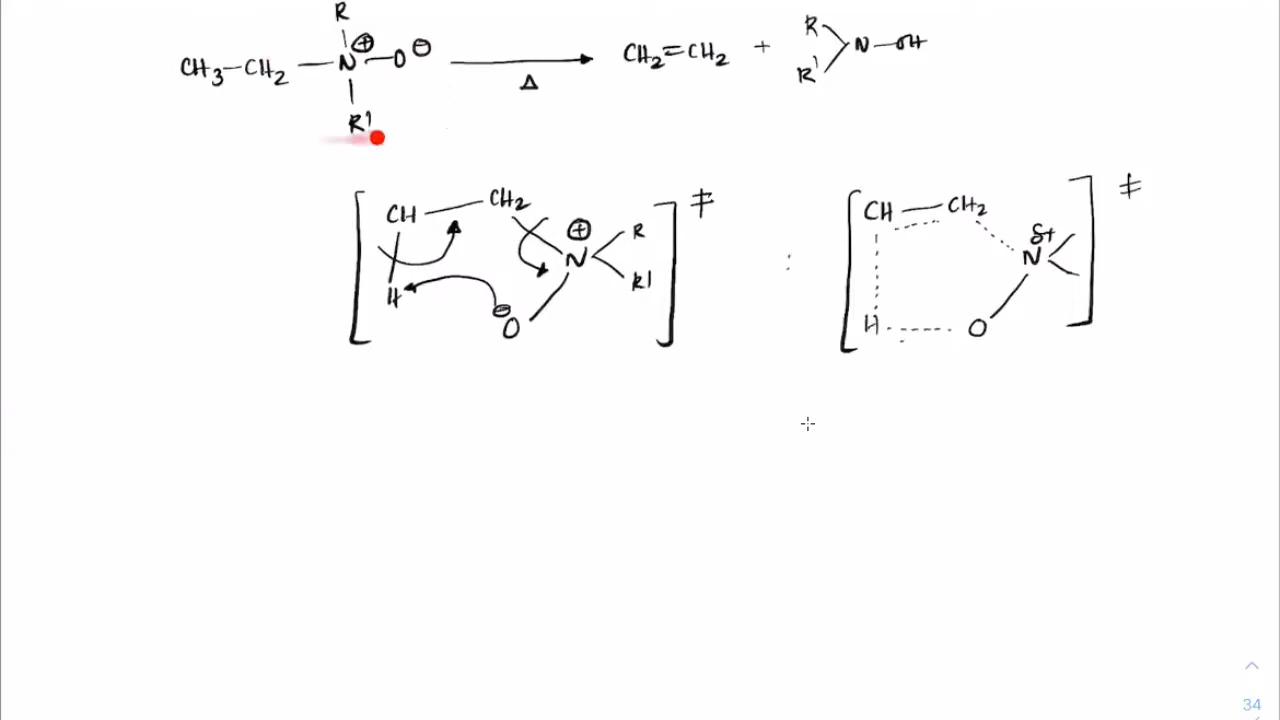 CH₃-CH₂ — N⊕ — O⊖ → CH₂=CH₂ + N—OH
R R
R' R'
Δ
[CH — CH₂ ⊕ N R R' ⊖ O H]‡ : [CH — CH₂ δ+ N O H]‡
34